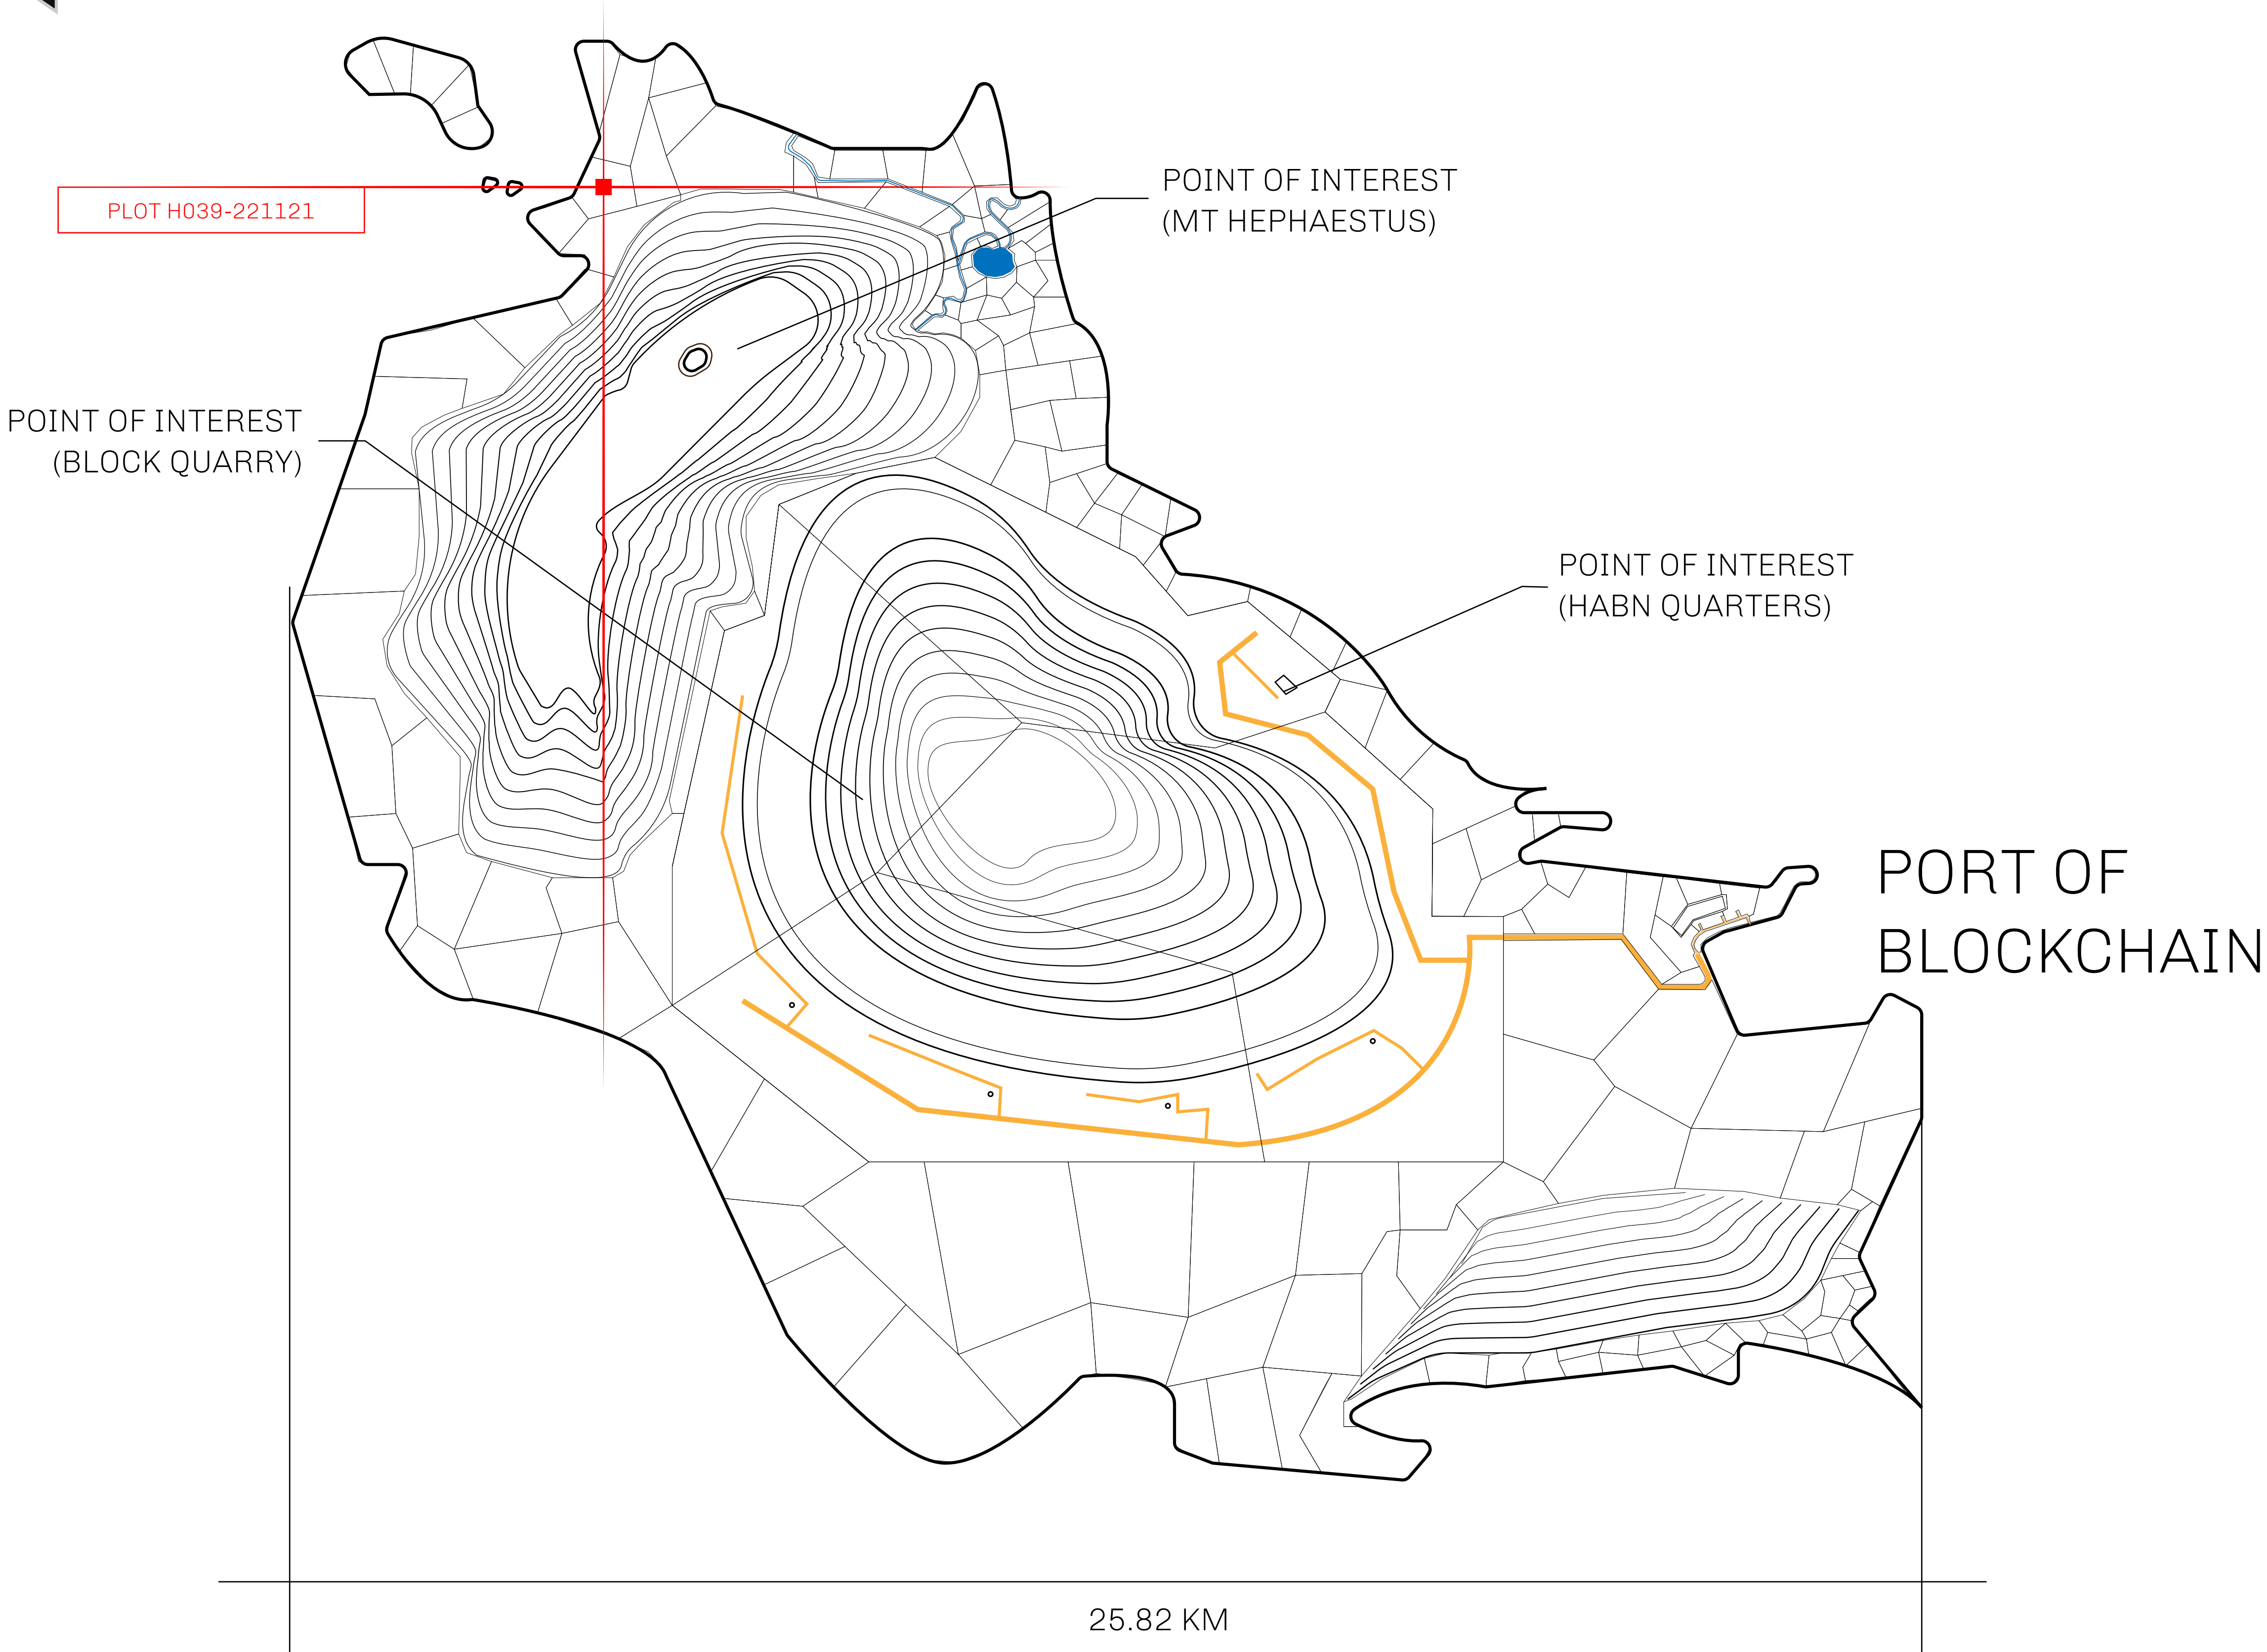 POINT OF INTEREST
(MT HEPHAESTUS)
PLOT H039-221121
POINT OF INTEREST
(BLOCK QUARRY)
POINT OF INTEREST
(HABN QUARTERS)
PORT OF
BLOCKCHAIN
25.82 KM